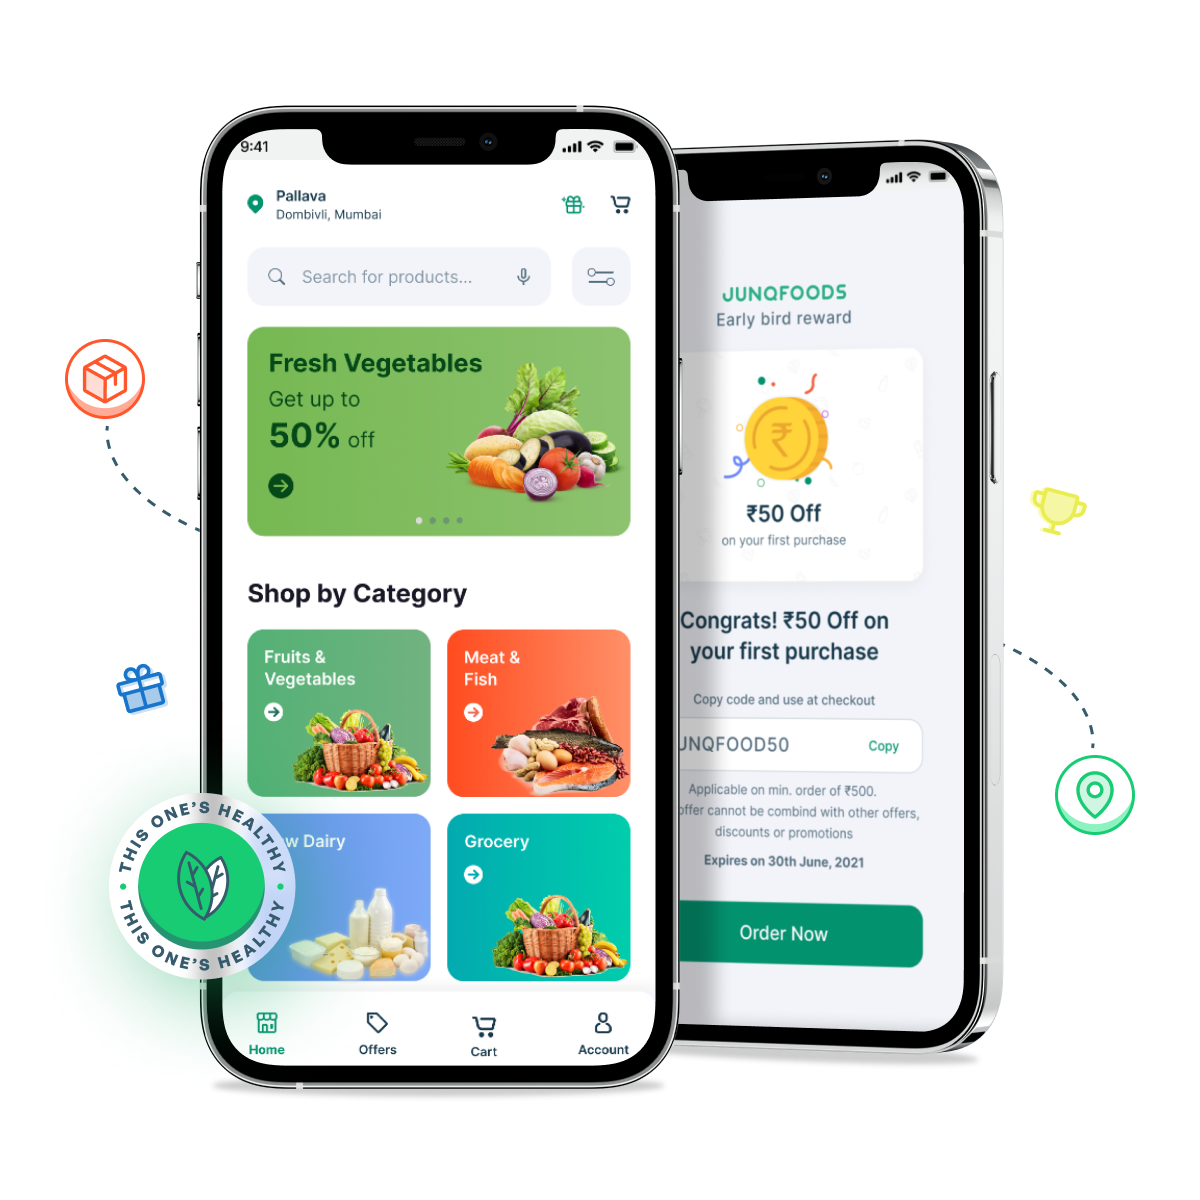 9:41
Pallava
Dombivli, Mumbai
Search for products...
Fresh Vegetables
Get up to
50% off
Shop by Category
Fruits &
Vegetables
Meat &
Fish
Dairy
Grocery
THIS ONE'S HEALTHY
THIS ONE'S HEALTHY
Home
Offers
Cart
Account
JUNQFOODS
Early bird reward
₹
₹50 Off
on your first purchase
Congrats! ₹50 Off on
your first purchase
Copy code and use at checkout
UNQFOOD50
Copy
Applicable on min. order of ₹500.
offer cannot be combind with other offers,
discounts or promotions
Expires on 30th June, 2021
Order Now